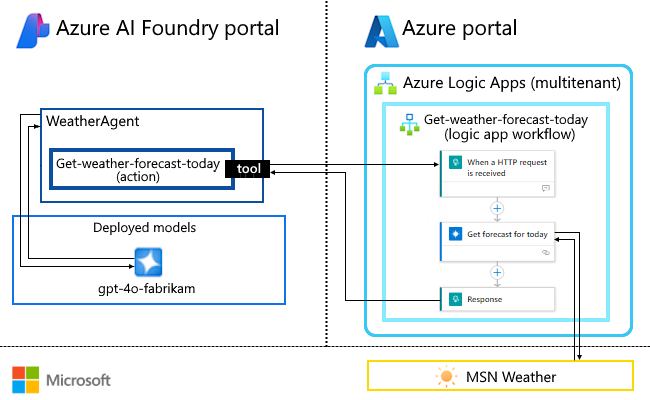 Azure AI Foundry portal
Azure portal
Azure Logic Apps (multitenant)
WeatherAgent
Get-weather-forecast-today
(action)
tool
Get-weather-forecast-today
(logic app workflow)
When a HTTP request
is received
Get forecast for today
Response
Deployed models
gpt-4o-fabrikam
Microsoft
MSN Weather